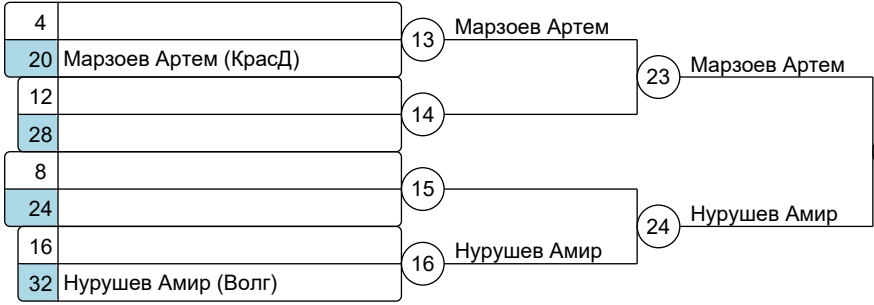 4
20 Марзоев Артем (КрасД)
12
28
8
24
16
32 Нурушев Амир (Волг)
13 Марзоев Артем
14
15
16 Нурушев Амир
23 Марзоев Артем
24 Нурушев Амир